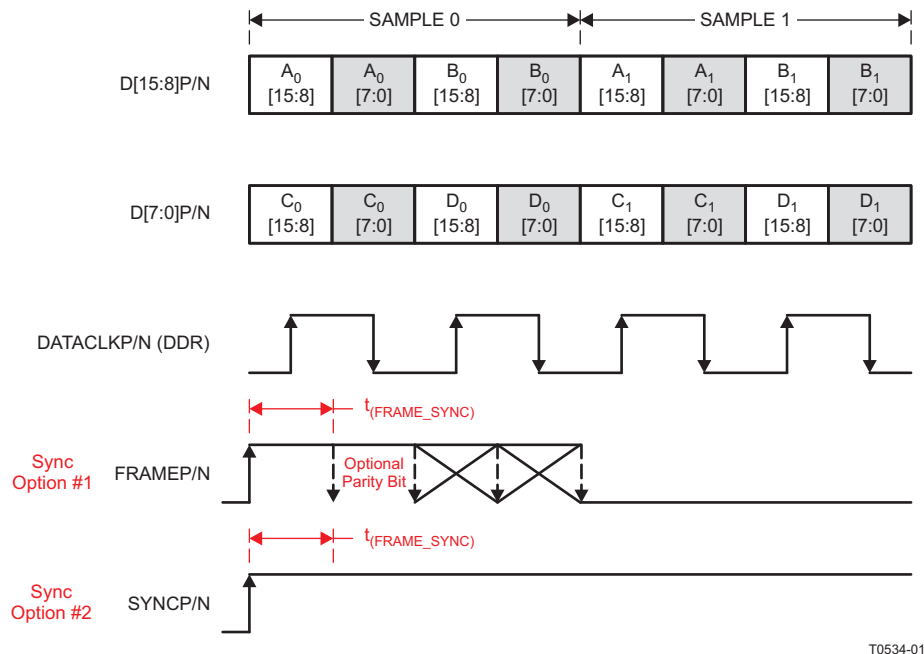 SAMPLE 0 SAMPLE 1
D[15:8]P/N
A0 A0 B0 B0 A1 A1 B1 B1
[15:8] [7:0] [15:8] [7:0] [15:8] [7:0] [15:8] [7:0]
D[7:0]P/N
C0 C0 D0 D0 C1 C1 D1 D1
[15:8] [7:0] [15:8] [7:0] [15:8] [7:0] [15:8] [7:0]
DATACLKP/N (DDR)
t(FRAME_SYNC)
Sync
Option #1
FRAMEP/N
Optional
Parity Bit
t(FRAME_SYNC)
Sync
Option #2
SYNCP/N
T0534-01